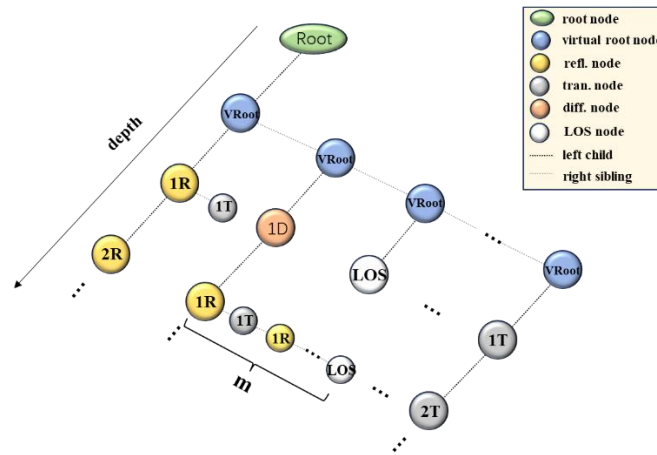 Root
root node
virtual root node
refl. node
tran. node
diff. node
LOS node
left child
right sibling
depth
VRoot
VRoot
VRoot
VRoot
1R
1T
2R
1D
LOS
1R
1T
1R
LOS
m
1T
2T